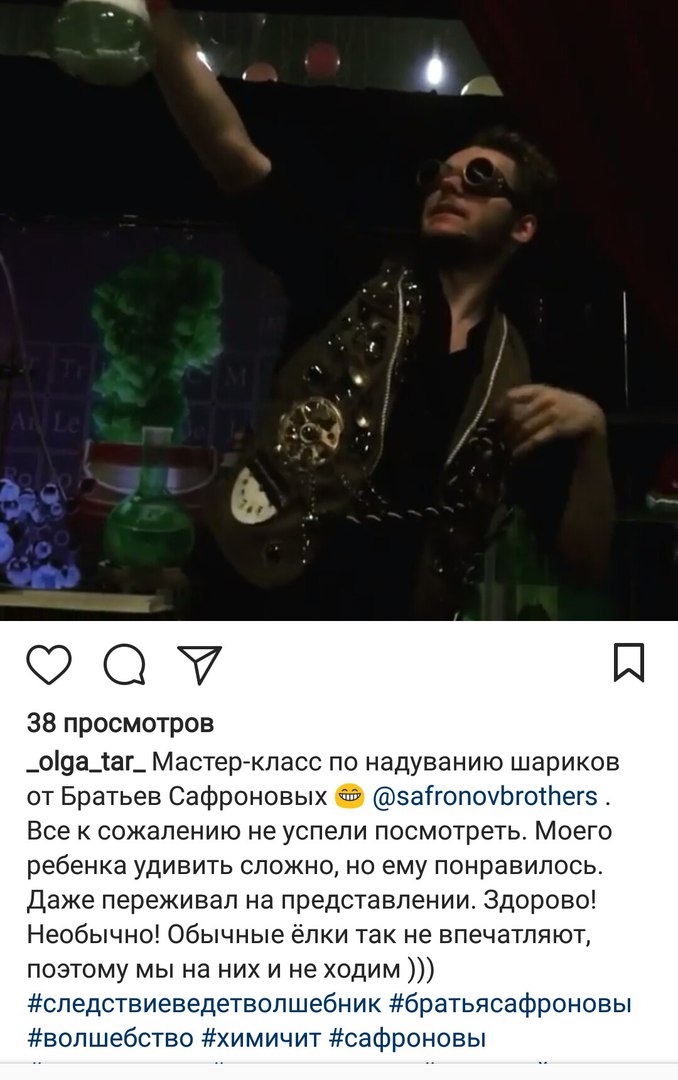 38 просмотров
_olga_tar_ Мастер-класс по надуванию шариков
от Братьев Сафроновых 😁 @safronovbrothers .
Все к сожалению не успели посмотреть. Моего
ребенка удивить сложно, но ему понравилось.
Даже переживал на представлении. Здорово!
Необычно! Обычные ёлки так не впечатляют,
поэтому мы на них и не ходим )))
#следствиеведетволшебник #братьясафроновы
#волшебство #химичит #сафроновы